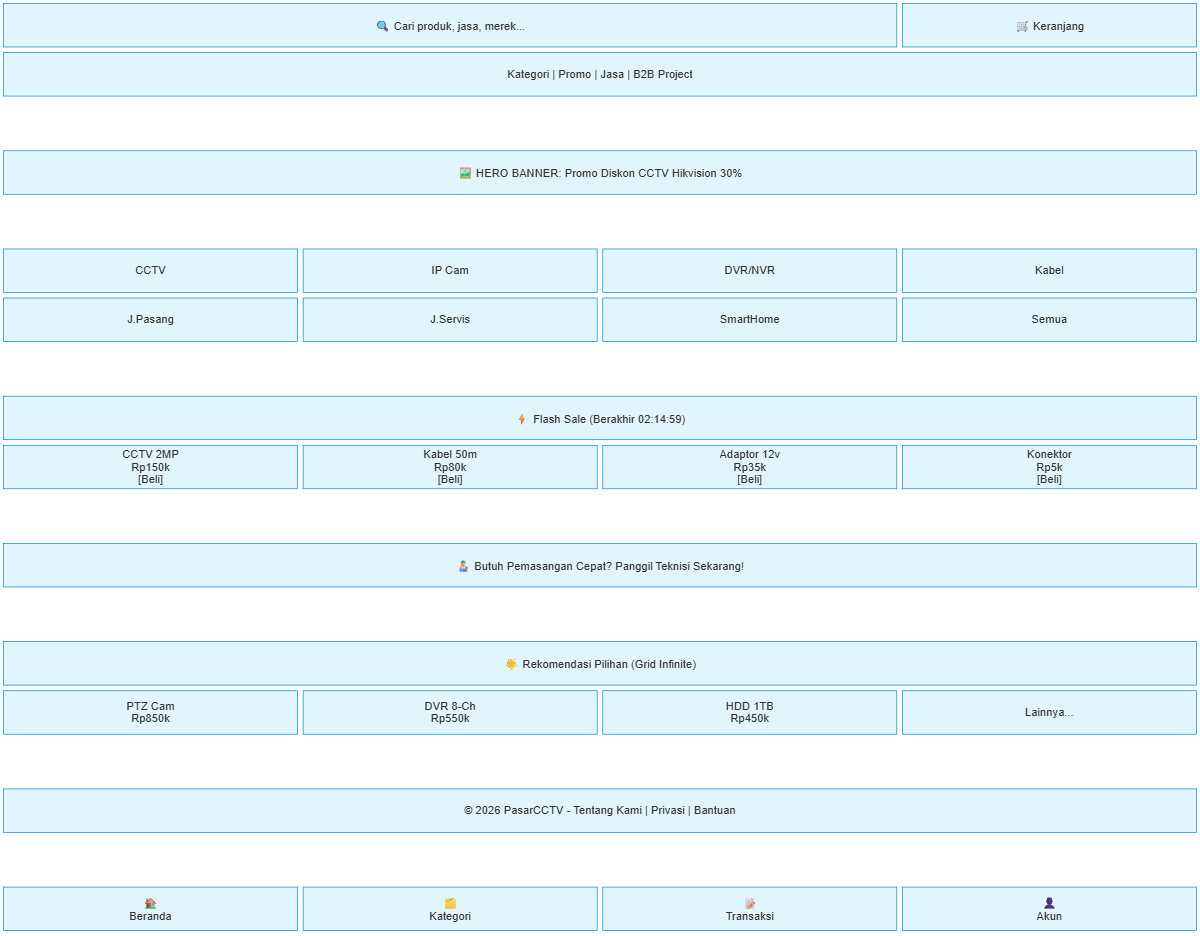 🔍 Cari produk, jasa, merek...
🛒 Keranjang
Kategori | Promo | Jasa | B2B Project
🖼️ HERO BANNER: Promo Diskon CCTV Hikvision 30%
CCTV
IP Cam
DVR/NVR
Kabel
J.Pasang
J.Servis
SmartHome
Semua
⚡ Flash Sale (Berakhir 02:14:59)
CCTV 2MP
Rp150k
[Beli]
Kabel 50m
Rp80k
[Beli]
Adaptor 12v
Rp35k
[Beli]
Konektor
Rp5k
[Beli]
Butuh Pemasangan Cepat? Panggil Teknisi Sekarang!
Rekomendasi Pilihan (Grid Infinite)
PTZ Cam
Rp850k
DVR 8-Ch
Rp550k
HDD 1TB
Rp450k
Lainnya...
© 2026 PasarCCTV - Tentang Kami | Privasi | Bantuan
Beranda
Kategori
Transaksi
Akun